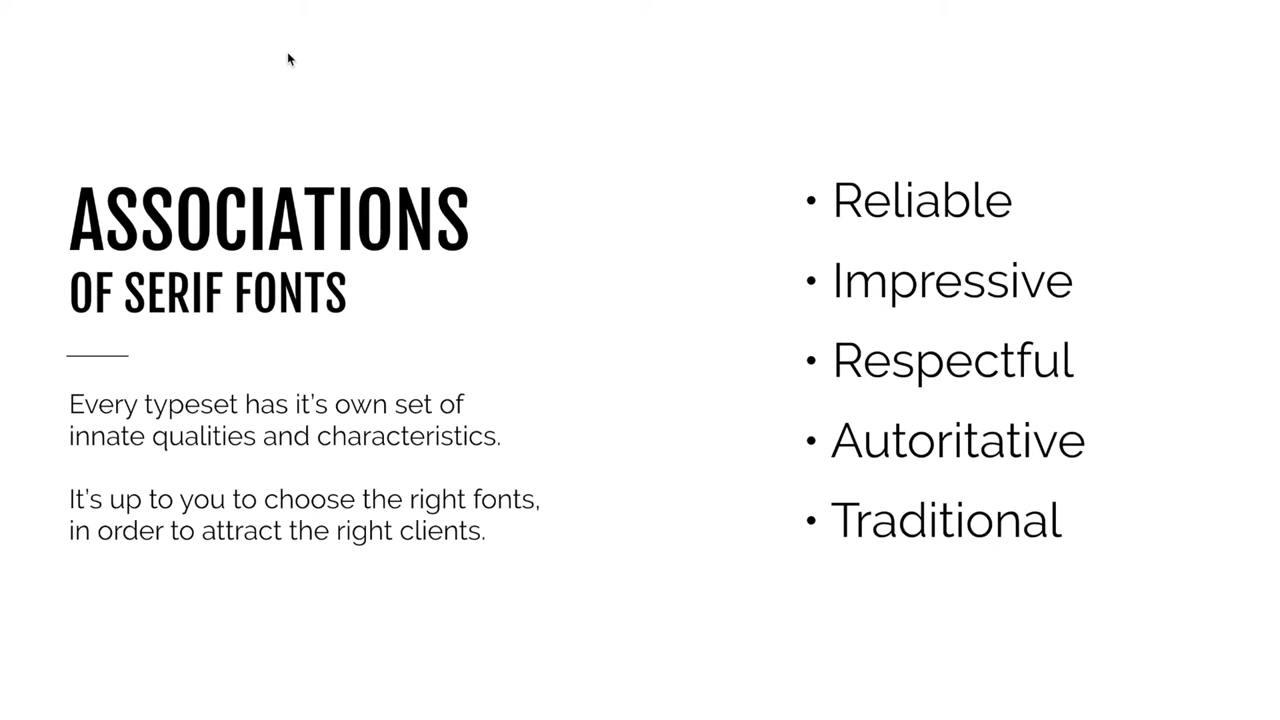 ASSOCIATIONS
OF SERIF FONTS
Every typeset has it’s own set of
innate qualities and characteristics.
It’s up to you to choose the right fonts,
in order to attract the right clients.
• Reliable
• Impressive
• Respectful
• Autoritative
• Traditional